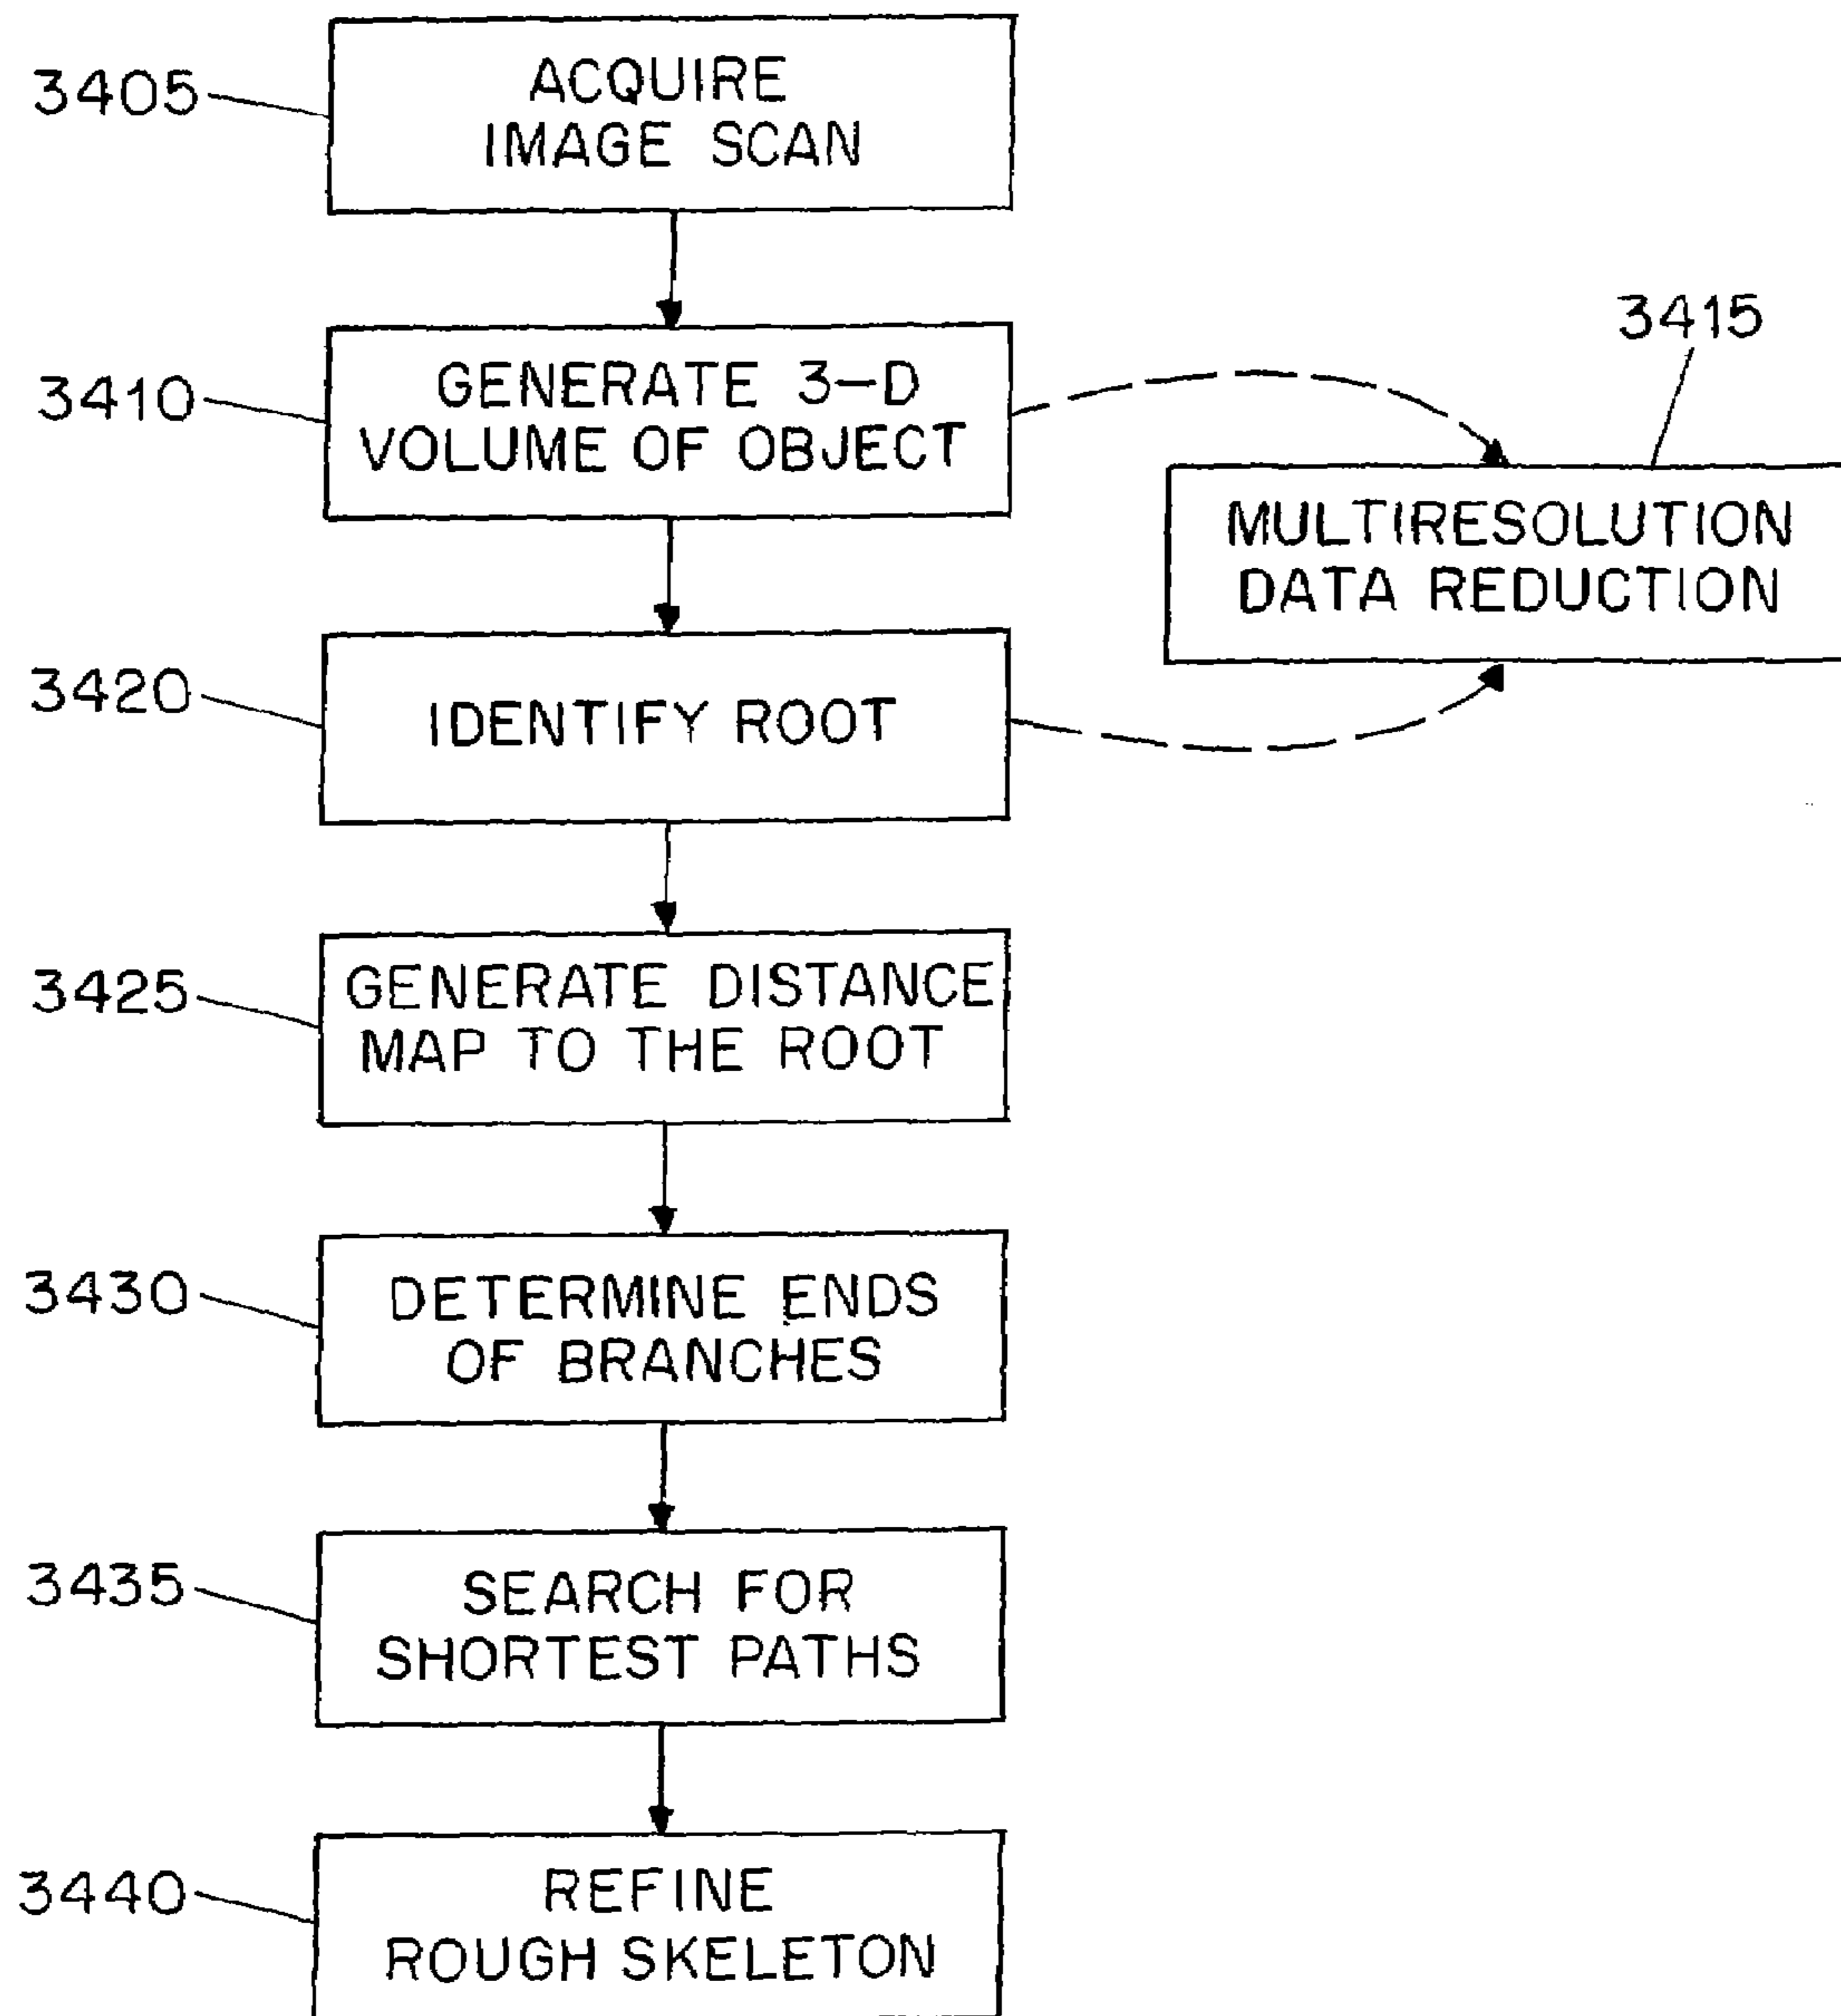 3405
ACQUIRE
IMAGE SCAN
3410
GENERATE 3-D
VOLUME OF OBJECT
3415
MULTIRESOLUTION
DATA REDUCTION
3420
IDENTIFY ROOT
3425
GENERATE DISTANCE
MAP TO THE ROOT
3430
DETERMINE ENDS
OF BRANCHES
3435
SEARCH FOR
SHORTEST PATHS
3440
REFINE
ROUGH SKELETON